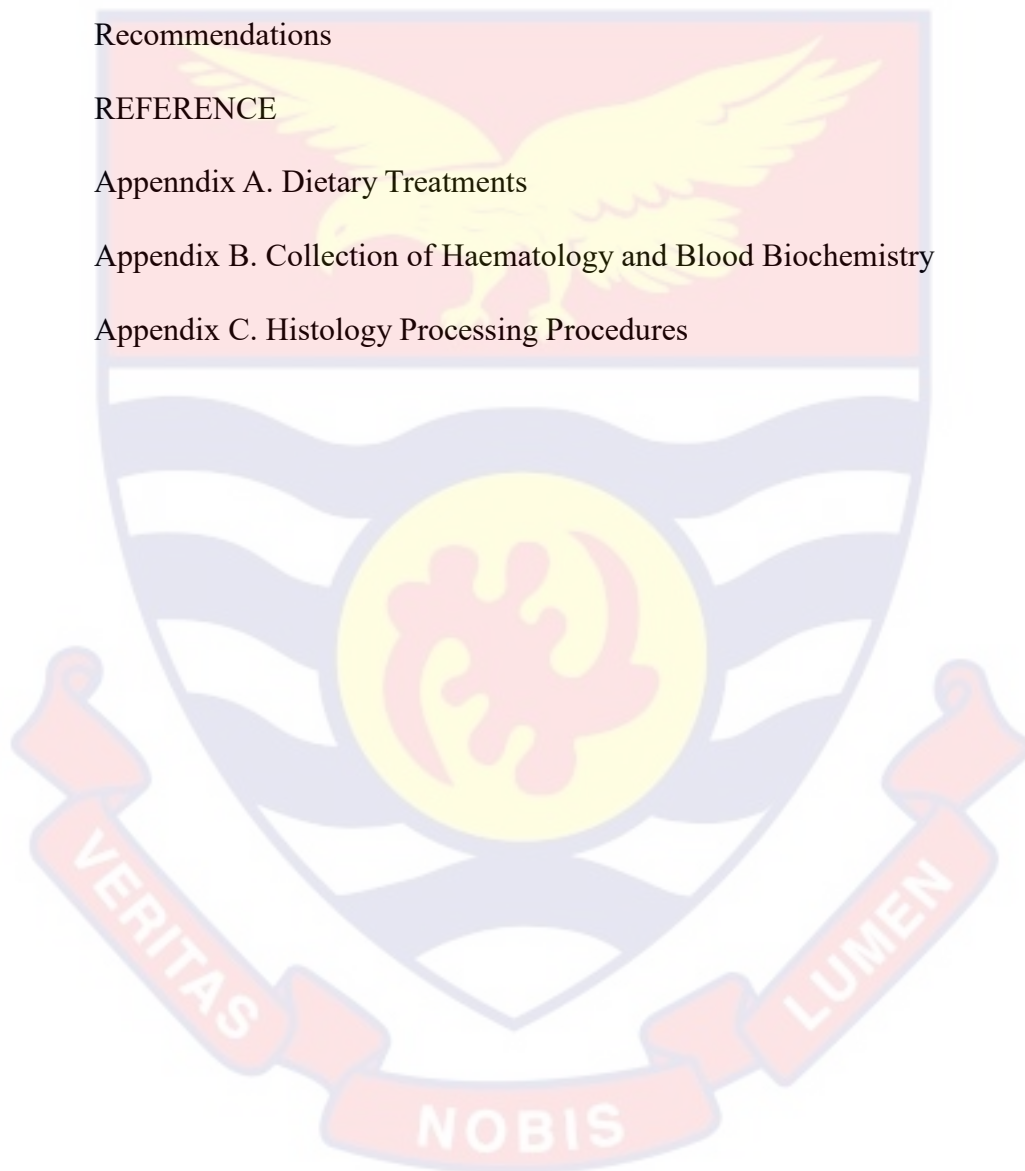 Recommendations
REFERENCE
Appenndix A. Dietary Treatments
Appendix B. Collection of Haematology and Blood Biochemistry
Appendix C. Histology Processing Procedures
VERITAS
NOBIS
LUMEN